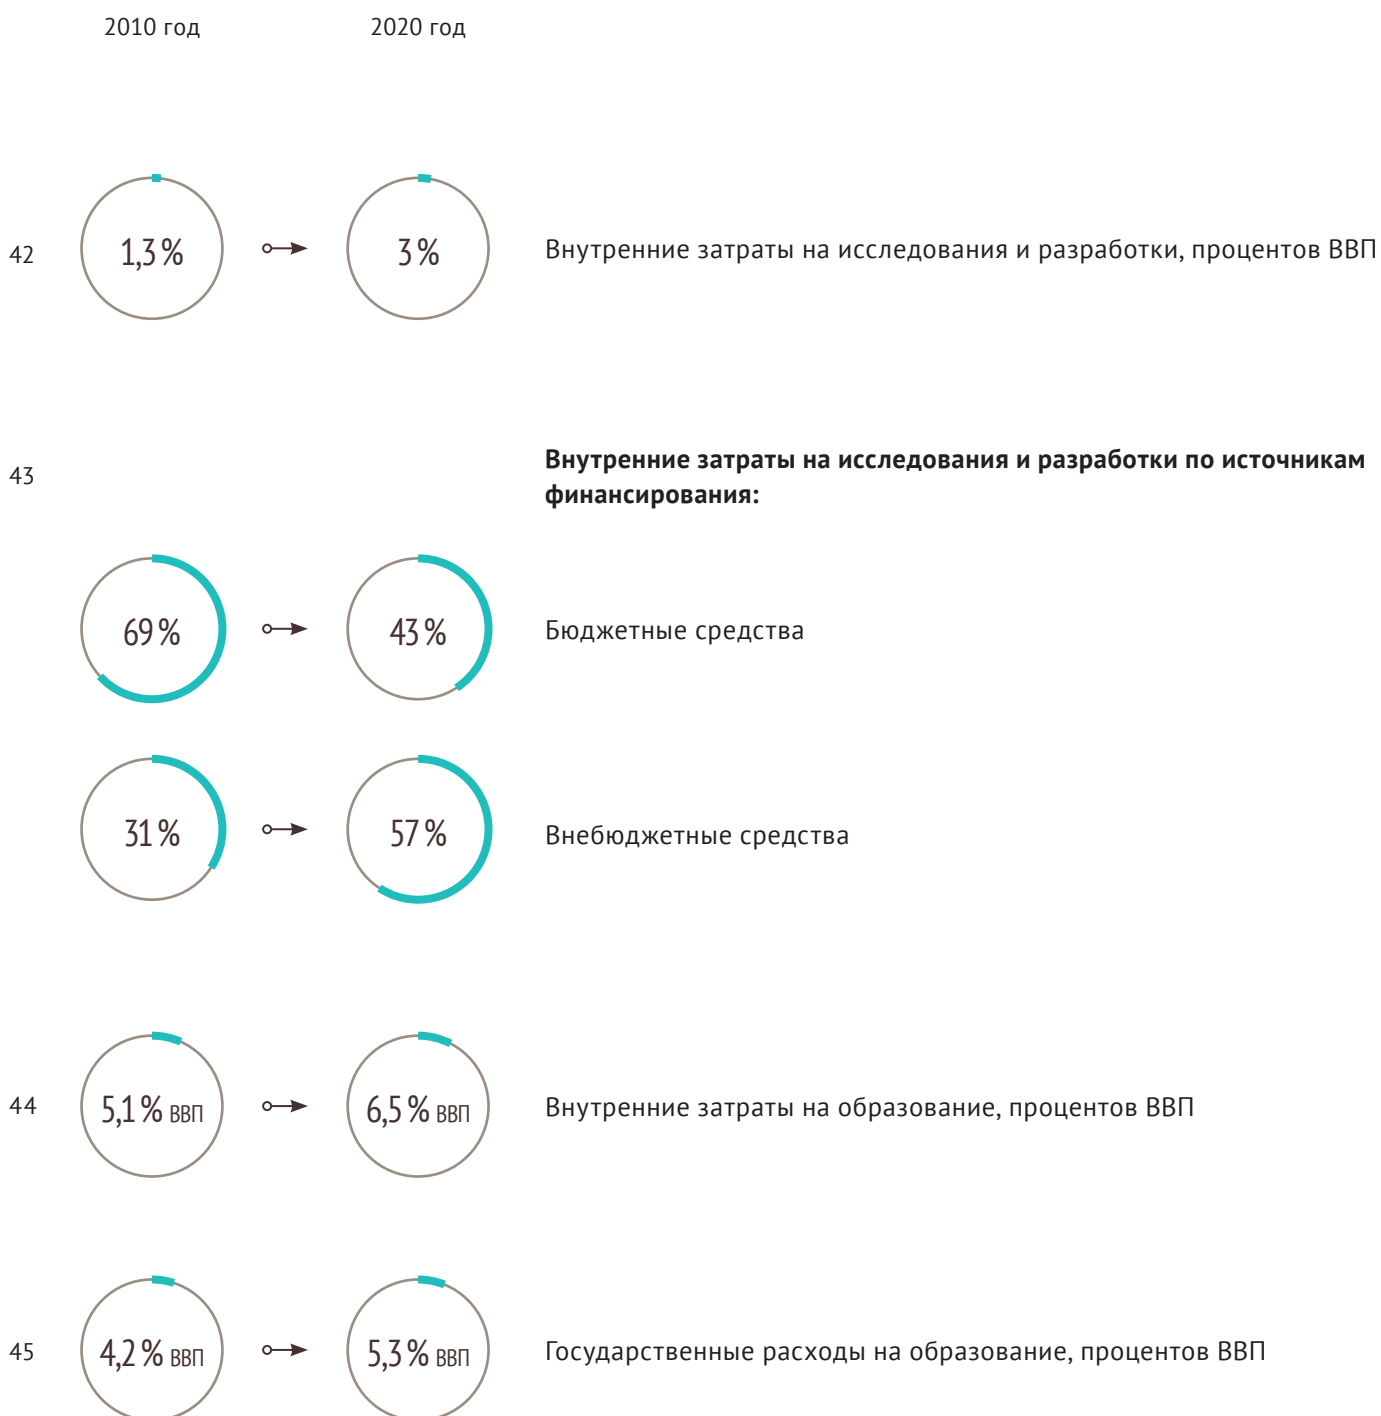 2010 год 2020 год
42 1,3 % 3 % Внутренние затраты на исследования и разработки, процентов ВВП
43 Внутренние затраты на исследования и разработки по источникам
финансирования:
69 % 43 % Бюджетные средства
31 % 57 % Внебюджетные средства
44 5,1 % ВВП 6,5 % ВВП Внутренние затраты на образование, процентов ВВП
45 4,2 % ВВП 5,3 % ВВП Государственные расходы на образование, процентов ВВП